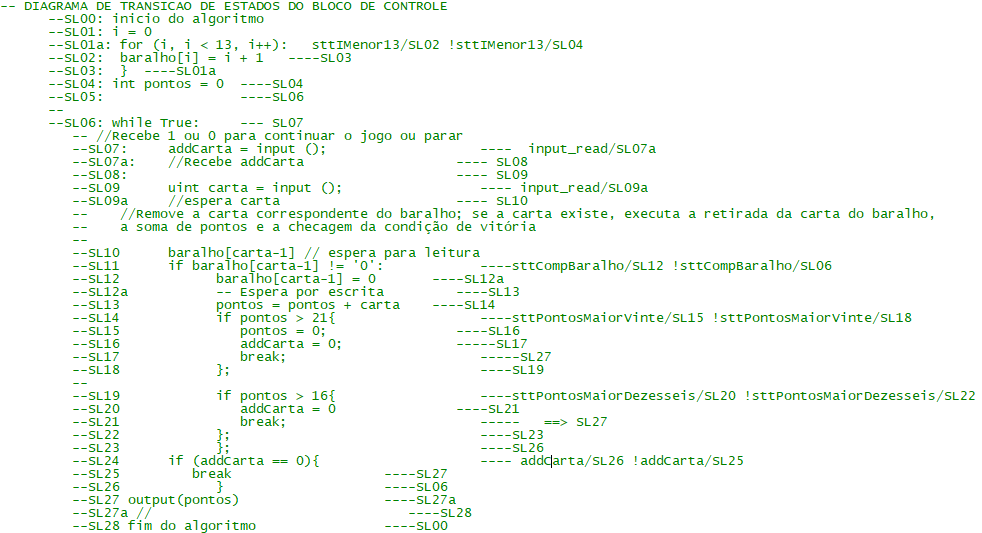 -- DIAGRAMA DE TRANSICAO DE ESTADOS DO BLOCO DE CONTROLE
--SL00: inicio do algoritmo
--SL01: i = 0
--SL01a: for (i, i < 13, i++): sttIMenor13/SL02 !sttIMenor13/SL04
--SL02: baralho[i] = i + 1 ----SL03
--SL03: } ----SL01a
--SL04: int pontos = 0 ----SL04
--SL05: ----SL06
--
--SL06: while True: --- SL07
-- //Recebe 1 ou 0 para continuar o jogo ou parar
--SL07: addCarta = input (); ---- input_read/SL07a
--SL07a: //Recebe addCarta ---- SL08
--SL08: ---- SL09
--SL09 uint carta = input (); ---- input_read/SL09a
--SL09a //espera carta ---- SL10
-- //Remove a carta correspondente do baralho; se a carta existe, executa a retirada da carta do baralho,
-- a soma de pontos e a checagem da condição de vitória
--
--SL10 baralho[carta-1] // espera para leitura
--SL11 if baralho[carta-1] != '0': ----sttCompBaralho/SL12 !sttCompBaralho/SL06
--SL12 baralho[carta-1] = 0 ----SL12a
--SL12a -- Espera por escrita ----SL13
--SL13 pontos = pontos + carta ----SL14
--SL14 if pontos > 21{ ----sttPontosMaiorVinte/SL15 !sttPontosMaiorVinte/SL18
--SL15 pontos = 0; ----SL16
--SL16 addCarta = 0; -----SL17
--SL17 break; -----SL27
--SL18 }; ----SL19
--
--SL19 if pontos > 16{ ----sttPontosMaiorDezesseis/SL20 !sttPontosMaiorDezesseis/SL22
--SL20 addCarta = 0 ----SL21
--SL21 break; ----- ==> SL27
--SL22 }; ----SL23
--SL23 }; ----SL26
--SL24 if (addCarta == 0){ ---- addCarta/SL26 !addCarta/SL25
--SL25 break ----SL27
--SL26 } ----SL06
--SL27 output(pontos) ----SL27a
--SL27a // ----SL28
--SL28 fim do algoritmo ----SL00